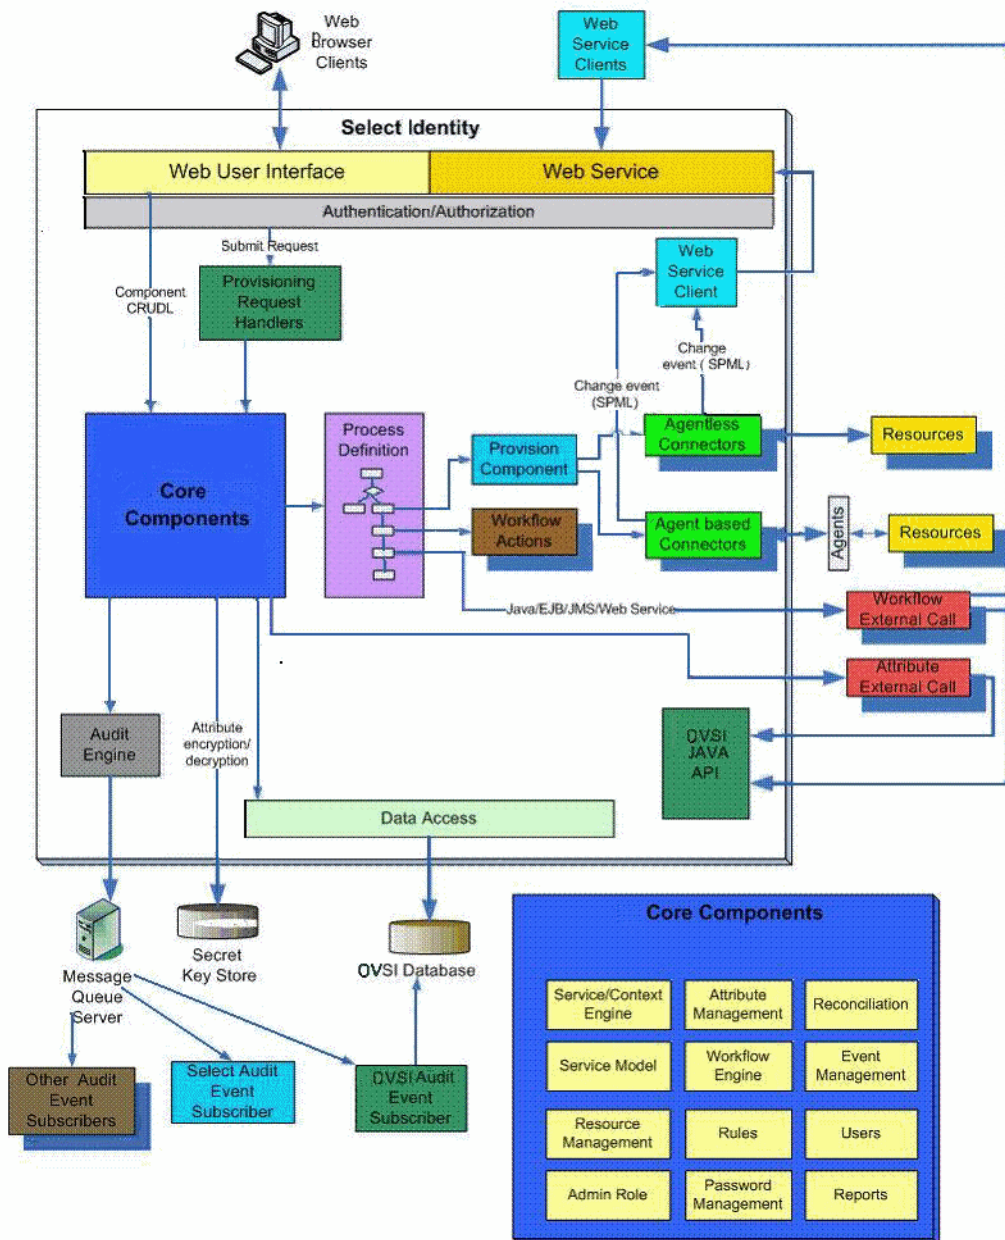 Web
Browser
Clients
Web
Service
Clients
Select Identity
Web User Interface
Web Service
Authentication/Authorization
Submit Request
Component
CRUDL
Provisioning
Request
Handlers
Web
Service
Client
Change
event ( SPML)
Change event
(SPML)
Core
Components
Process
Definition
Provision
Component
Workflow
Actions
Agentless
Connectors
Agent based
Connectors
Resources
Agents
Resources
Java/EJB/JMS/Web Service
Workflow
External Call
Attribute
External Call
Audit
Engine
Attribute
encryption/
decryption
OVSI
JAVA
API
Data Access
Message
Queue
Server
Secret
Key Store
OVSI Database
Other Audit
Event
Subscribers
Select Audit
Event
Subscriber
OVSI Audit
Event
Subscriber
Core Components
Service/Context
Engine
Attribute
Management
Reconciliation
Service Model
Workflow
Engine
Event
Management
Resource
Management
Rules
Users
Admin Role
Password
Management
Reports